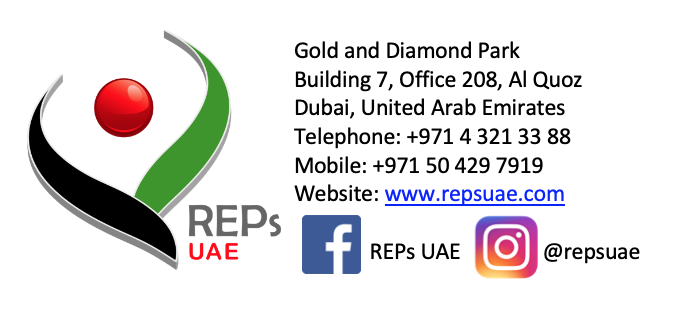 Gold and Diamond Park
Building 7, Office 208, Al Quoz
Dubai, United Arab Emirates
Telephone: +971 4 321 33 88
Mobile: +971 50 429 7919
Website: www.repsuae.com
REPs
UAE
f REPs UAE @repsuae